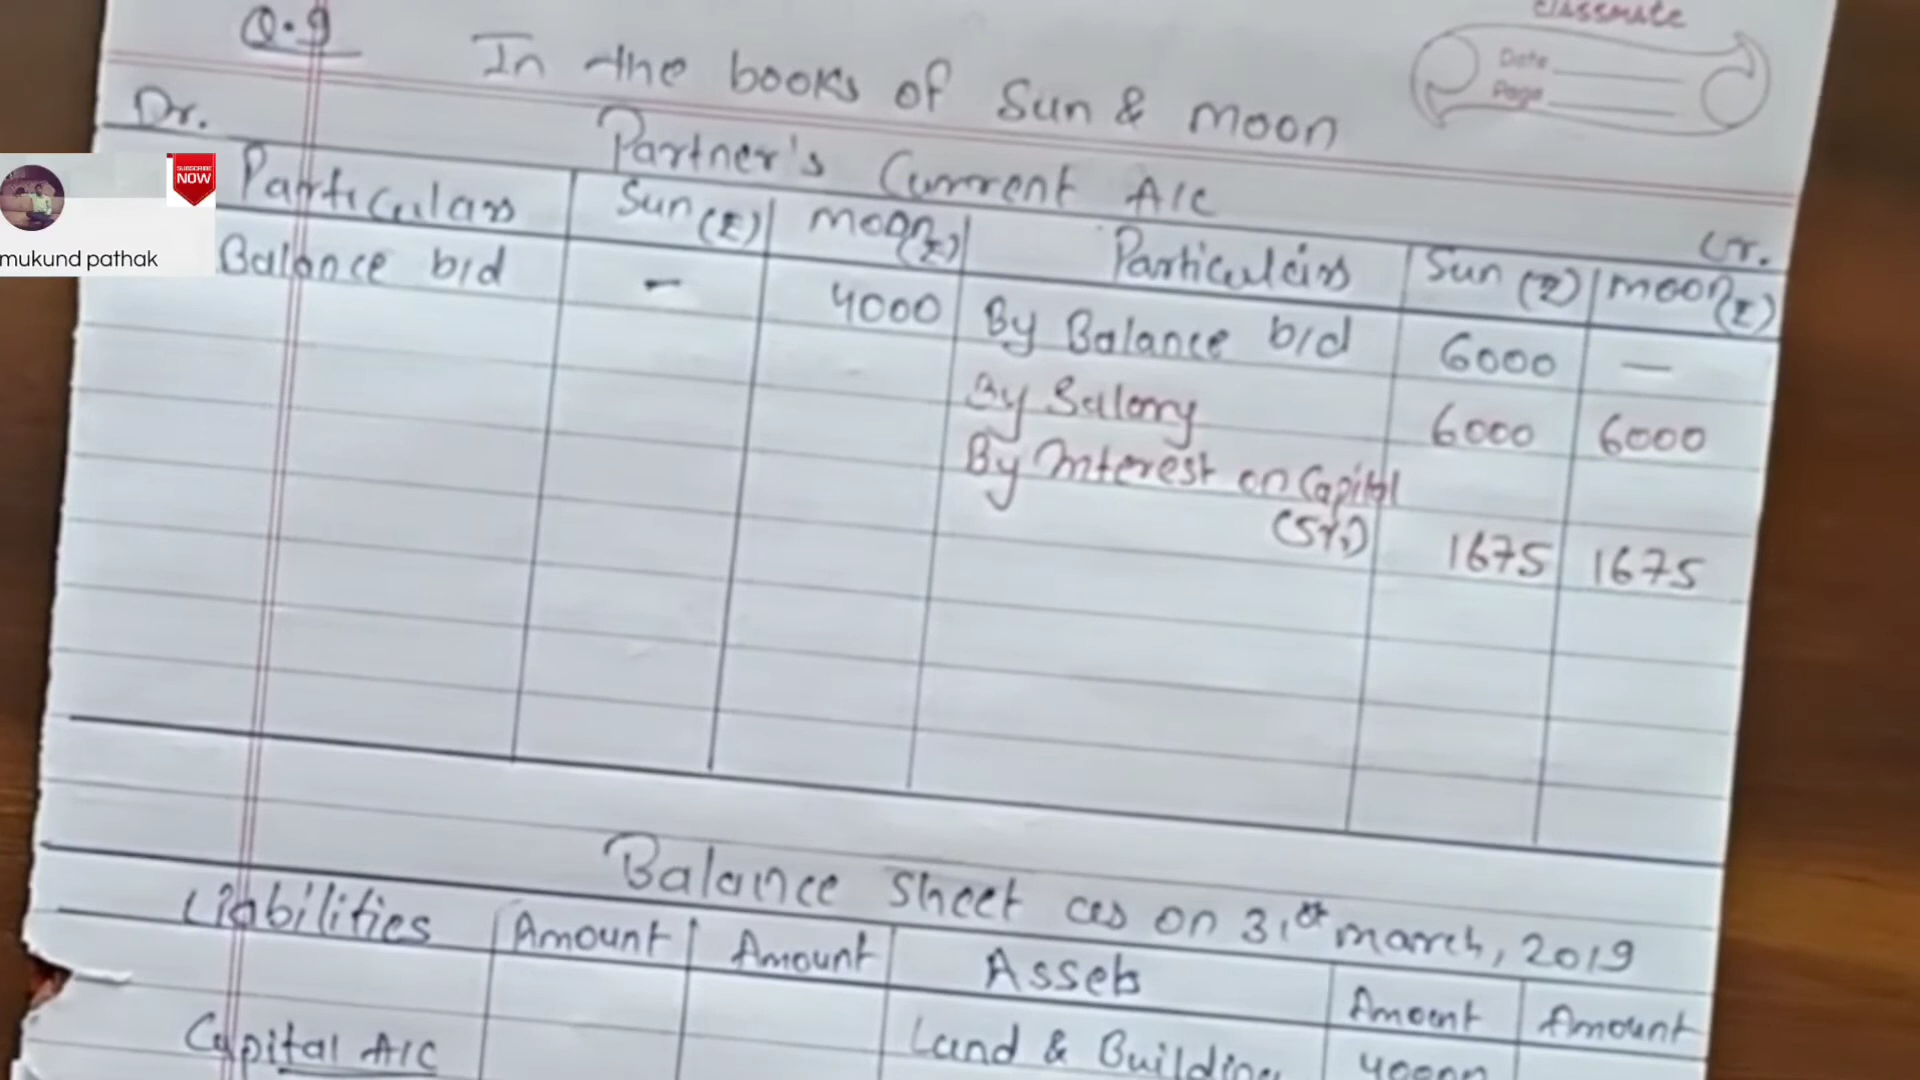 classmate
Date
Page
Q.9
In the books of Sun & moon
Dr.
Partner's Current A/C
Cr.
Particulars Sun (₹) moon (₹) Particulars Sun (₹) moon (₹)
Balance b/d - 4000 By Balance b/d 6000 —
By Salary 6000 6000
By Interest on Capital
(5%) 1675 1675
SUBSCRIBE
NOW
mukund pathak
Balance Sheet as on 31st march, 2019
Liabilities Amount Amount Assets Amount Amount
Capital A/C Land & Building 40000